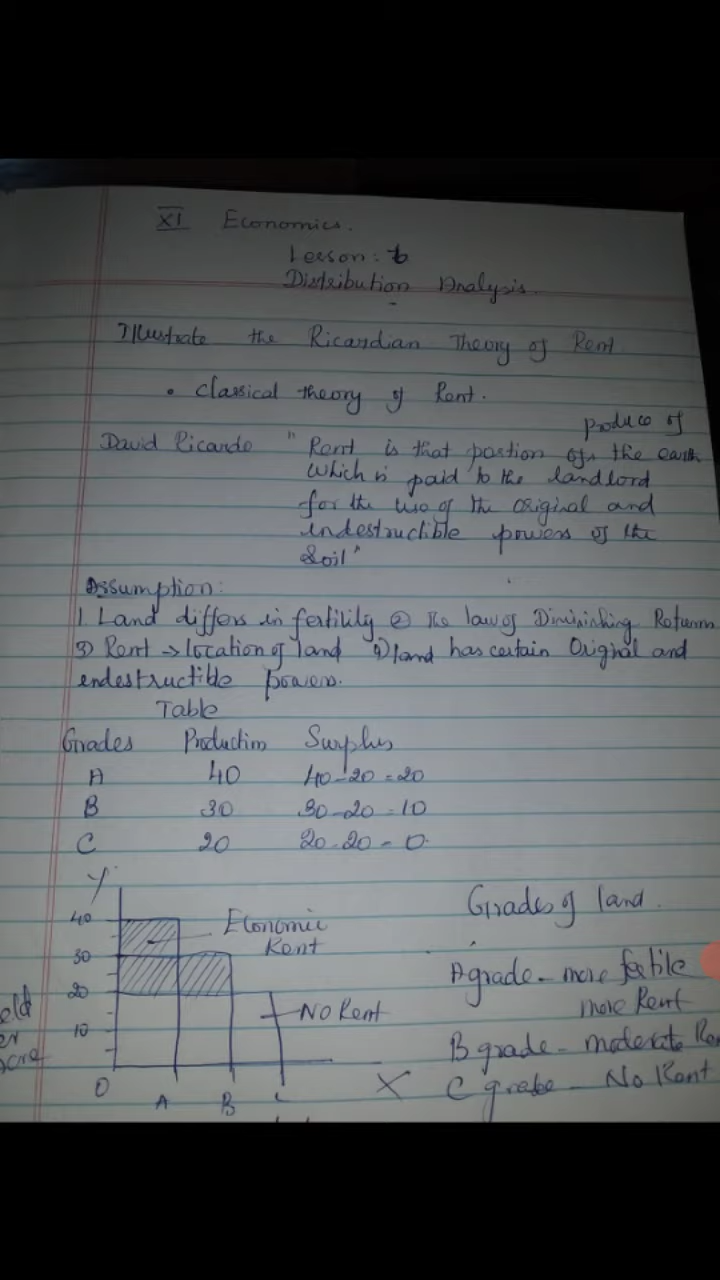 XI Economics.
Lesson: 6
Distribution Analysis.
Illustrate the Ricardian Theory of Rent
• Classical theory of Rent.
produce of
David Ricardo "Rent is that portion of the earth
which is paid to the landlord
for the use of the Original and
indestructible powers of the
Soil"
Assumption:
1. Land differs in fertility ② The law of Diminishing Returns
3) Rent → location of land 4) land has certain Original and
endestructible powers.
Table
Grades Production Surplus
A 40 40-20=20
B 30 30-20=10
C 20 20-20=0.
Y
40
30
20
10
O
A B C
X
Economic
Rent
No Rent
eld
er
acre
Grades of land.
A grade - more fertile
more Rent
B grade - moderate Ren
C grade - No Rent